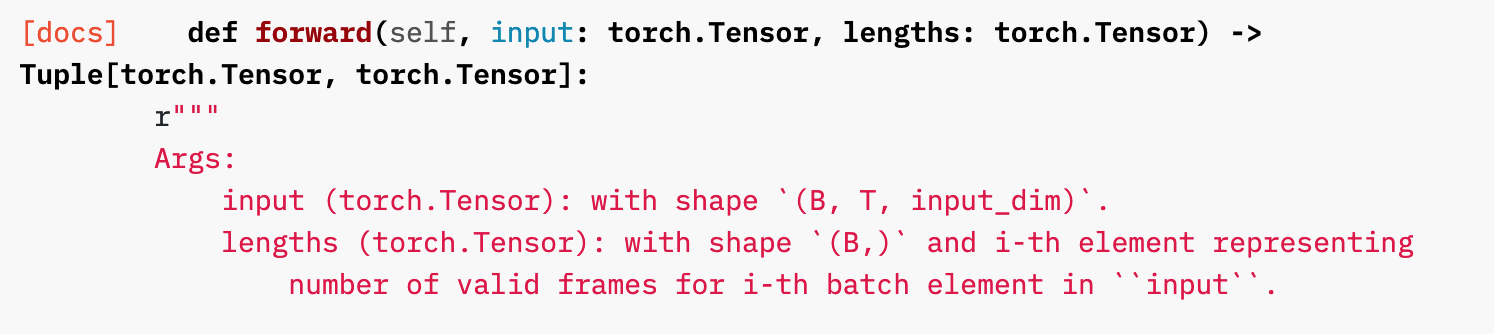 [docs]    def forward(self, input: torch.Tensor, lengths: torch.Tensor) ->
Tuple[torch.Tensor, torch.Tensor]:
        r"""
        Args:
            input (torch.Tensor): with shape `(B, T, input_dim)`.
            lengths (torch.Tensor): with shape `(B,)` and i-th element representing
                number of valid frames for i-th batch element in ``input``.